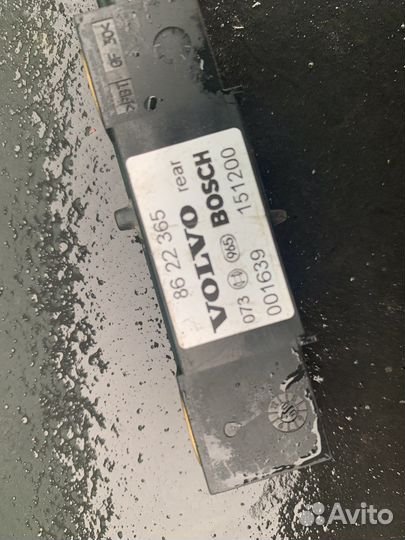 86 22 365
VOLVO rear
073 965 BOSCH
001639 151200
Avito